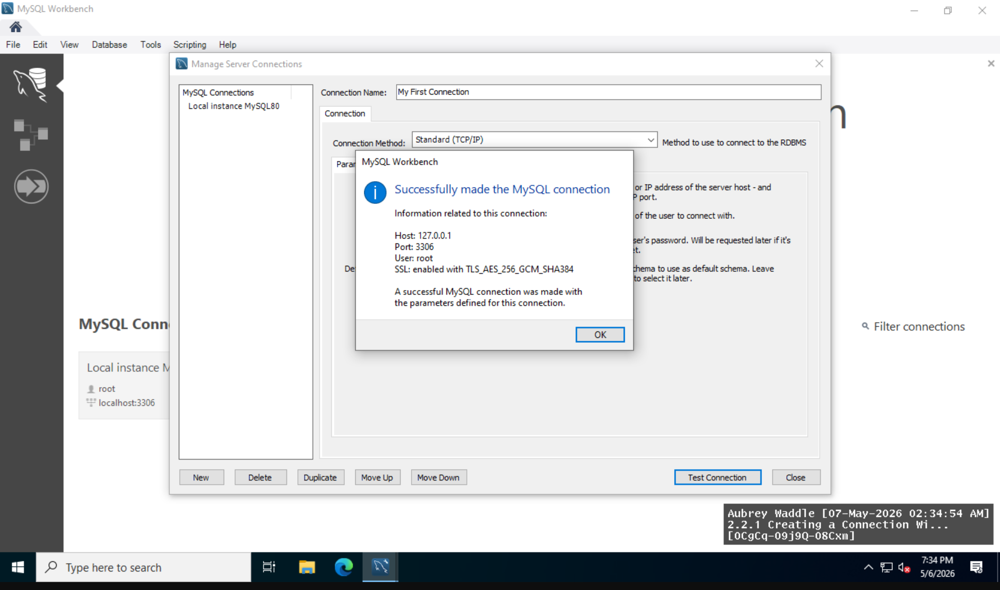 MySQL Workbench
File Edit View Database Tools Scripting Help
Manage Server Connections
MySQL Connections
Local instance MySQL80
Connection Name: My First Connection
Connection
Connection Method: Standard (TCP/IP) Method to use to connect to the RDBMS
MySQL Workbench
Successfully made the MySQL connection
Information related to this connection:
Host: 127.0.0.1
Port: 3306
User: root
SSL: enabled with TLS_AES_256_GCM_SHA384
A successful MySQL connection was made with
the parameters defined for this connection.
OK
or IP address of the server host - and
P port.
of the user to connect with.
ser's password. Will be requested later if it's
et.
chema to use as default schema. Leave
to select it later.
New Delete Duplicate Move Up Move Down Test Connection Close
MySQL Conn
Filter connections
Local instance M
root
localhost:3306
Aubrey Waddle [07-May-2026 02:34:54 AM]
2.2.1 Creating a Connection Wi...
[0CgCq-O9j9Q-O8Cxm]
Type here to search
7:34 PM
5/6/2026